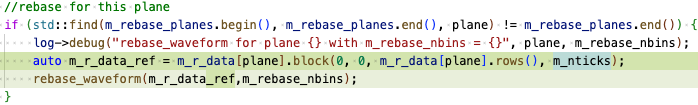 //rebase for this plane
if (std::find(m_rebase_planes.begin(), m_rebase_planes.end(), plane) != m_rebase_planes.end()) {
log->debug("rebase_waveform for plane {} with m_rebase_nbins = {}", plane, m_rebase_nbins);
auto m_r_data_ref = m_r_data[plane].block(0, 0, m_r_data[plane].rows(), m_nticks);
rebase_waveform(m_r_data_ref,m_rebase_nbins);
}